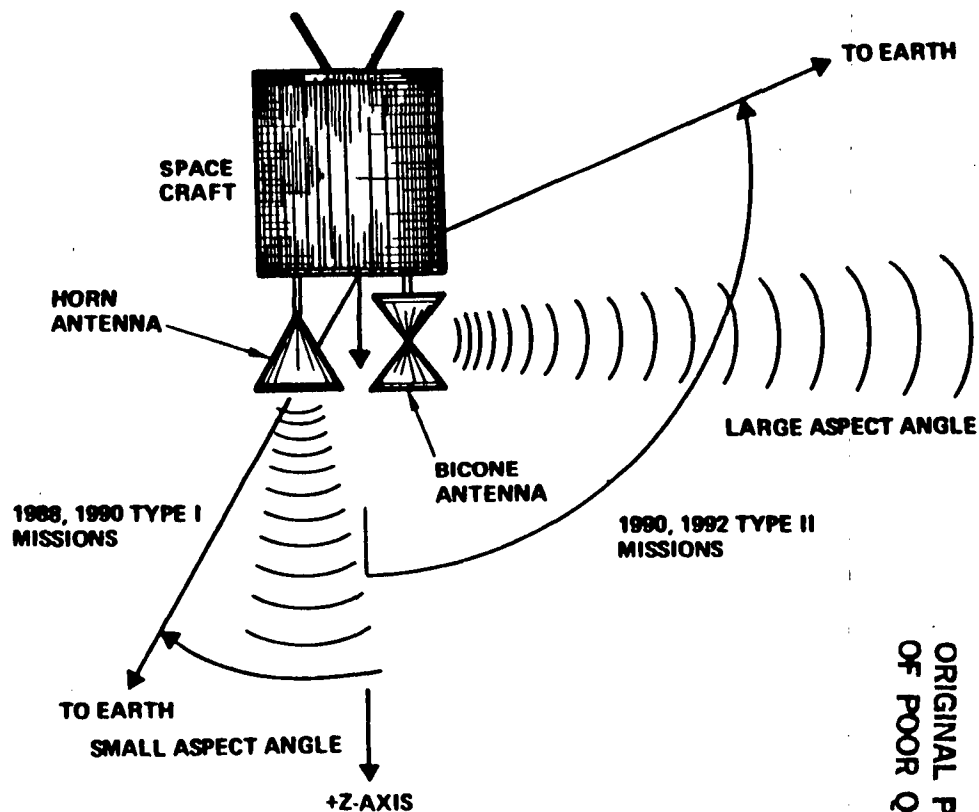 TO EARTH
SPACE
CRAFT
HORN
ANTENNA
LARGE ASPECT ANGLE
BICONE
ANTENNA
1988, 1990 TYPE I
MISSIONS
1990, 1992 TYPE II
MISSIONS
TO EARTH
SMALL ASPECT ANGLE
+Z-AXIS
ORIGINAL
OF POOR